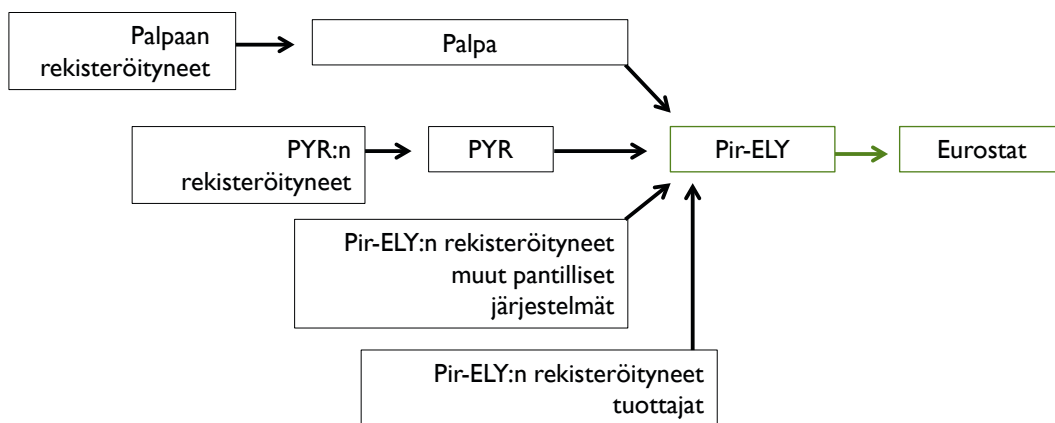 Palpaan
rekisteröityneet
Palpa
PYR:n
rekisteröityneet
PYR
Pir-ELY
Eurostat
Pir-ELY:n rekisteröityneet
muut pantilliset
järjestelmät
Pir-ELY:n rekisteröityneet
tuottajat